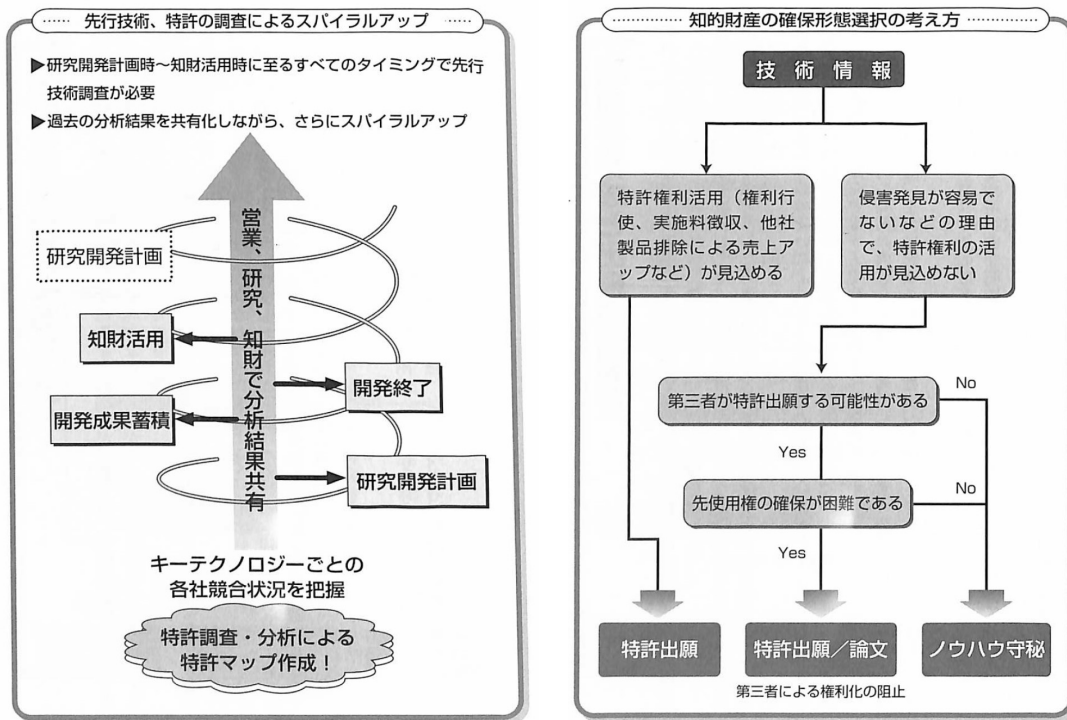 先行技術、特許の調査によるスパイラルアップ
▶研究開発計画時〜知財活用時に至るすべてのタイミングで先行
技術調査が必要
▶過去の分析結果を共有化しながら、さらにスパイラルアップ
営業、研究、知財で分析結果共有
研究開発計画
知財活用
開発終了
開発成果蓄積
研究開発計画
キーテクノロジーごとの
各社競合状況を把握
特許調査・分析による
特許マップ作成！
知的財産の確保形態選択の考え方
技術情報
特許権利活用（権利行
使、実施料徴収、他社
製品排除による売上ア
ップなど）が見込める
侵害発見が容易で
ないなどの理由
で、特許権利の活
用が見込めない
第三者が特許出願する可能性がある
No
Yes
先使用権の確保が困難である
No
Yes
特許出願
特許出願／論文
ノウハウ守秘
第三者による権利化の阻止